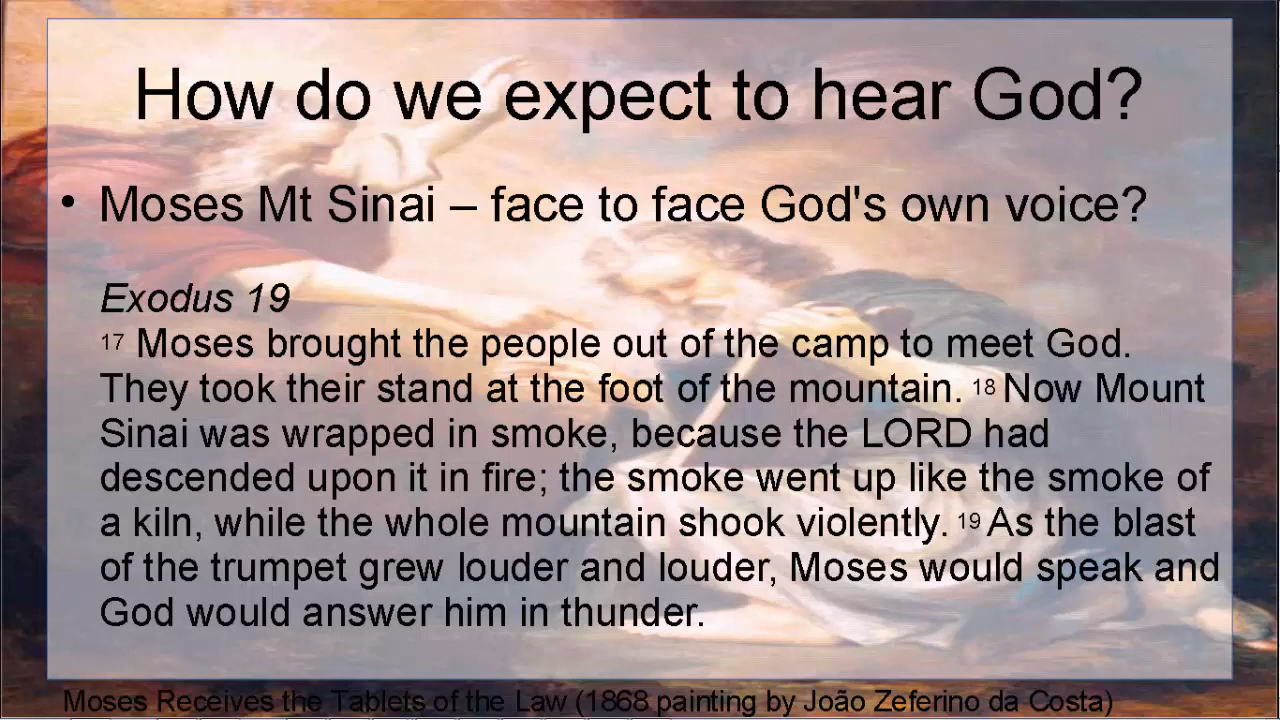 How do we expect to hear God?
• Moses Mt Sinai – face to face God's own voice?
Exodus 19
17 Moses brought the people out of the camp to meet God.
They took their stand at the foot of the mountain. 18 Now Mount
Sinai was wrapped in smoke, because the LORD had
descended upon it in fire; the smoke went up like the smoke of
a kiln, while the whole mountain shook violently. 19 As the blast
of the trumpet grew louder and louder, Moses would speak and
God would answer him in thunder.
Moses Receives the Tablets of the Law (1868 painting by João Zeferino da Costa)